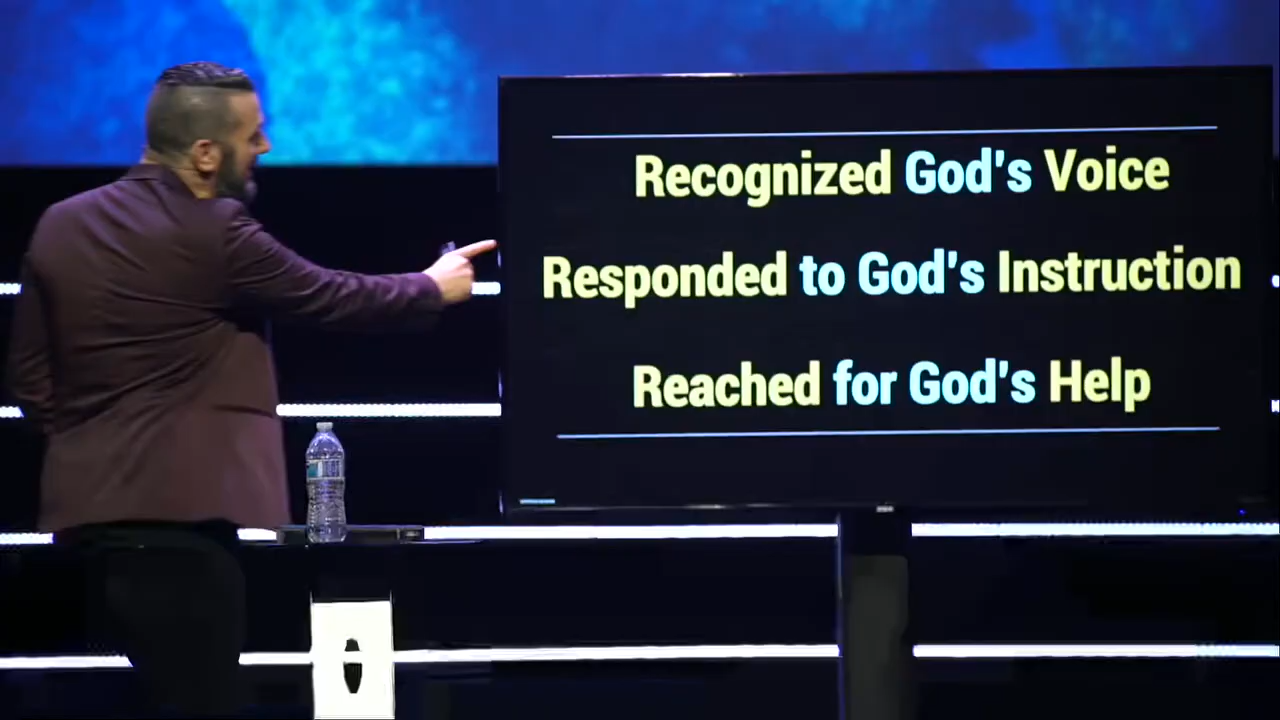 Recognized God's Voice
Responded to God's Instruction
Reached for God's Help